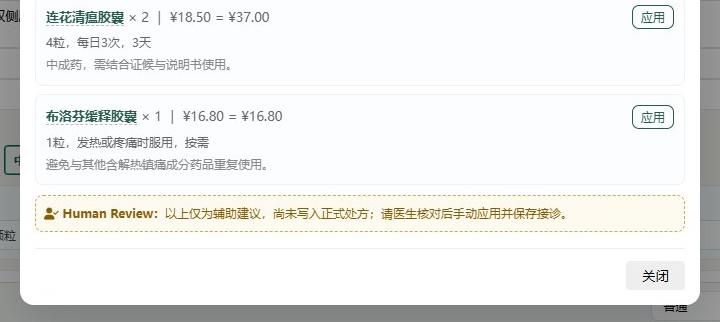 连花清瘟胶囊 × 2 | ¥18.50 = ¥37.00
应用
4粒，每日3次，3天
中成药，需结合证候与说明书使用。
布洛芬缓释胶囊 × 1 | ¥16.80 = ¥16.80
应用
1粒，发热或疼痛时服用，按需
避免与其他含解热镇痛成分药品重复使用。
Human Review：以上仅为辅助建议，尚未写入正式处方；请医生核对后手动应用并保存接诊。
颗粒
关闭
普通